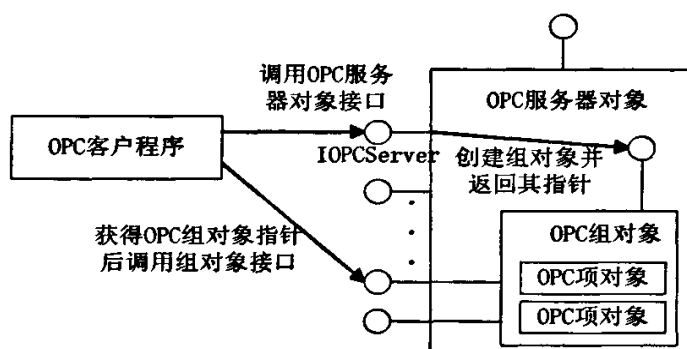 调用OPC服务
器对象接口
OPC服务器对象
OPC客户程序
IOPCServer
创建组对象并
返回其指针
获得OPC组对象指针
后调用组对象接口
OPC组对象
OPC项对象
OPC项对象